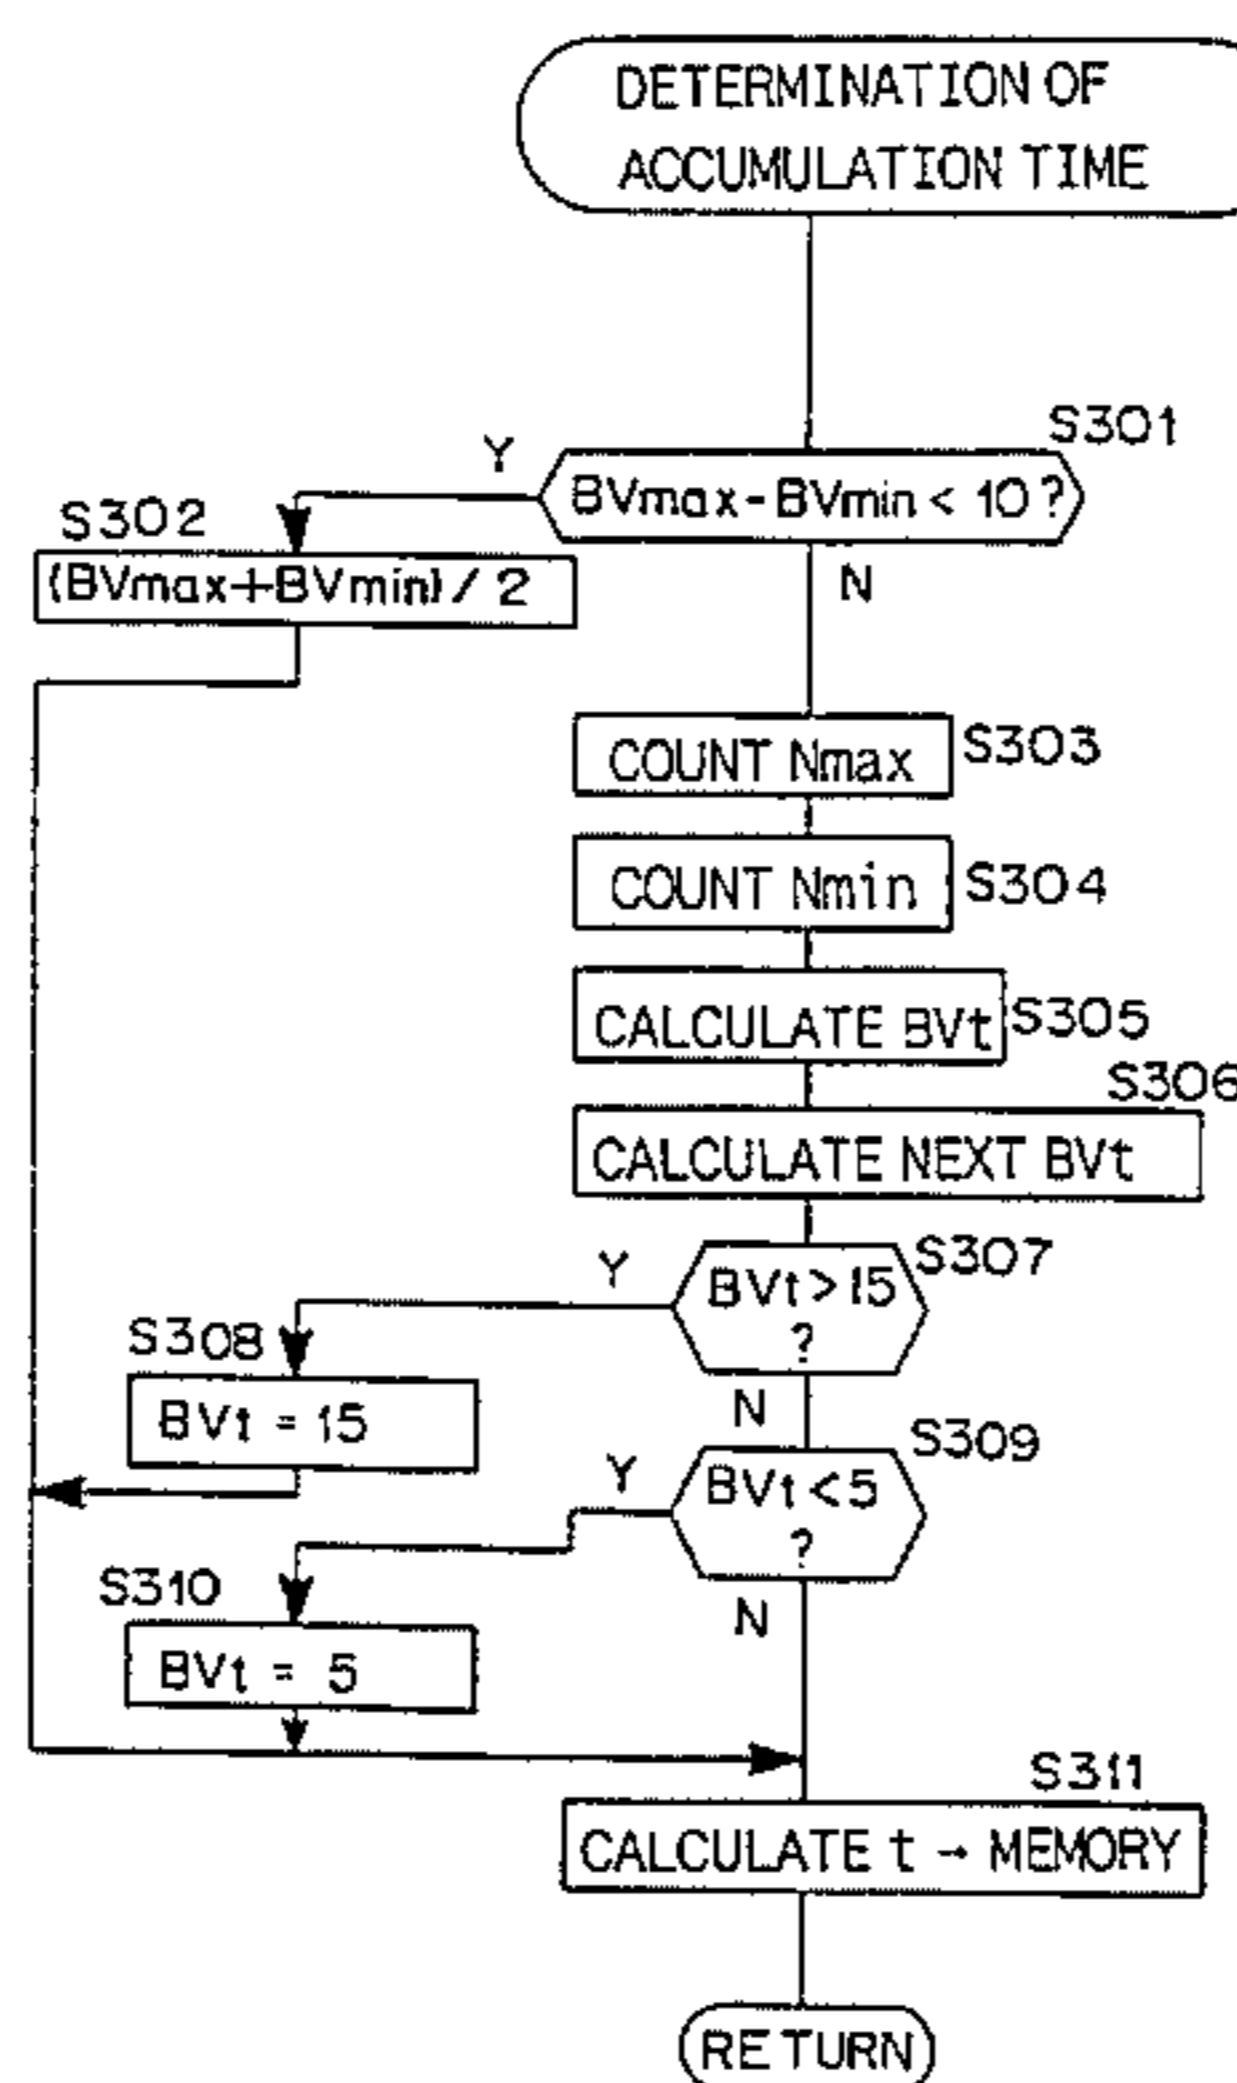 DETERMINATION OF
ACCUMULATION TIME
S301
Y
BVmax-BVmin < 10?
S302
N
(BVmax+BVmin)/2
COUNT Nmax
S303
COUNT Nmin
S304
CALCULATE BVt
S305
S306
CALCULATE NEXT BVt
S307
Y
BVt>15
?
S308
N
BVt = 15
S309
Y
BVt<5
?
S310
N
BVt = 5
S311
CALCULATE t → MEMORY
RETURN